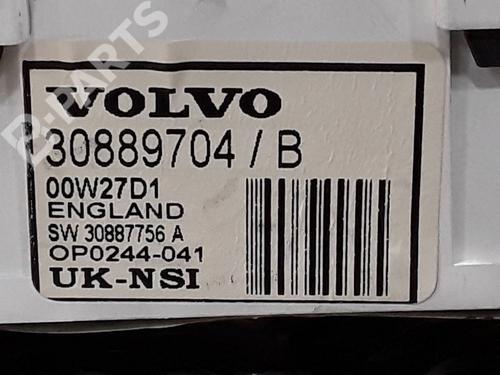 B-PARTS
VOLVO
30889704 / B
00W27D1
ENGLAND
SW 30887756 A
OP0244-041
UK-NSI